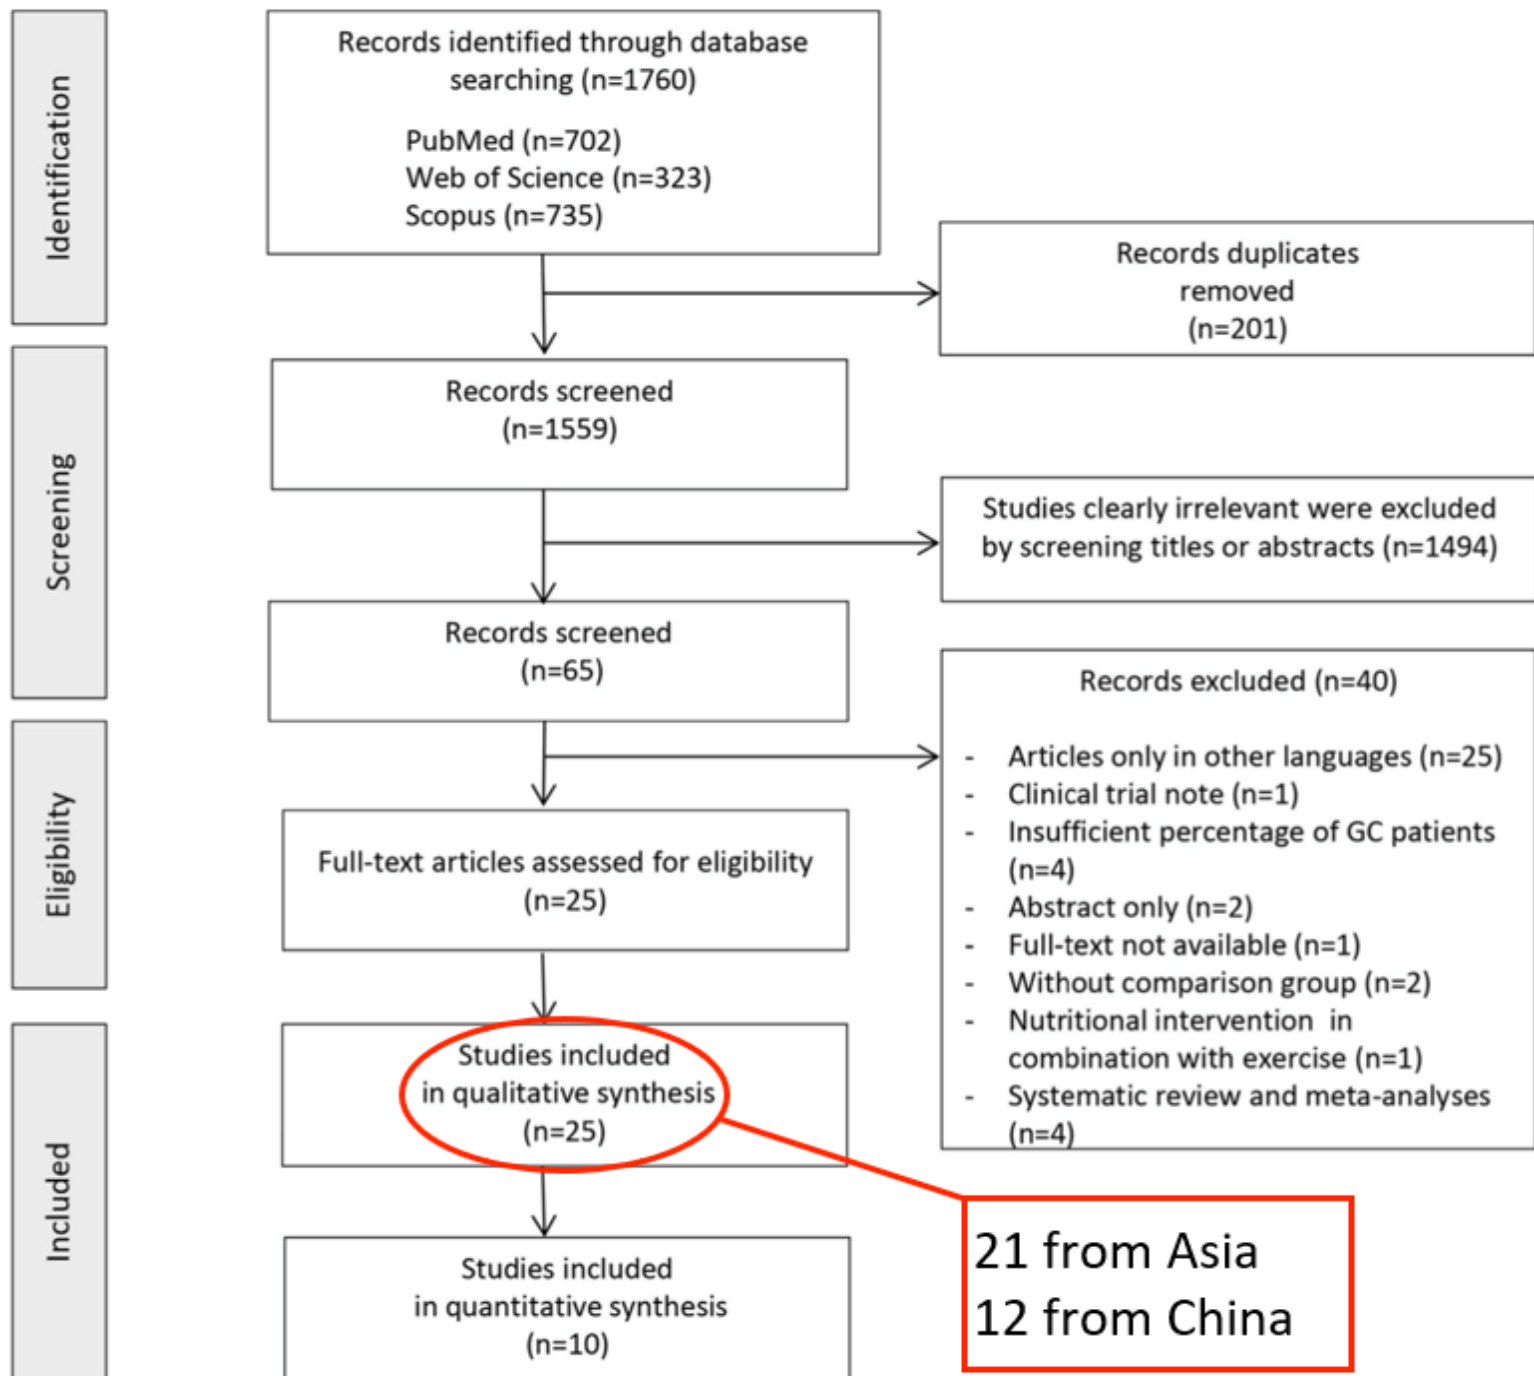 Identification
Records identified through database
searching (n=1760)
PubMed (n=702)
Web of Science (n=323)
Scopus (n=735)
Records duplicates
removed
(n=201)
Screening
Records screened
(n=1559)
Studies clearly irrelevant were excluded
by screening titles or abstracts (n=1494)
Records screened
(n=65)
Eligibility
Records excluded (n=40)
- Articles only in other languages (n=25)
- Clinical trial note (n=1)
- Insufficient percentage of GC patients
(n=4)
- Abstract only (n=2)
- Full-text not available (n=1)
- Without comparison group (n=2)
- Nutritional intervention in
combination with exercise (n=1)
- Systematic review and meta-analyses
(n=4)
Full-text articles assessed for eligibility
(n=25)
Included
Studies included
in qualitative synthesis
(n=25)
21 from Asia
12 from China
Studies included
in quantitative synthesis
(n=10)